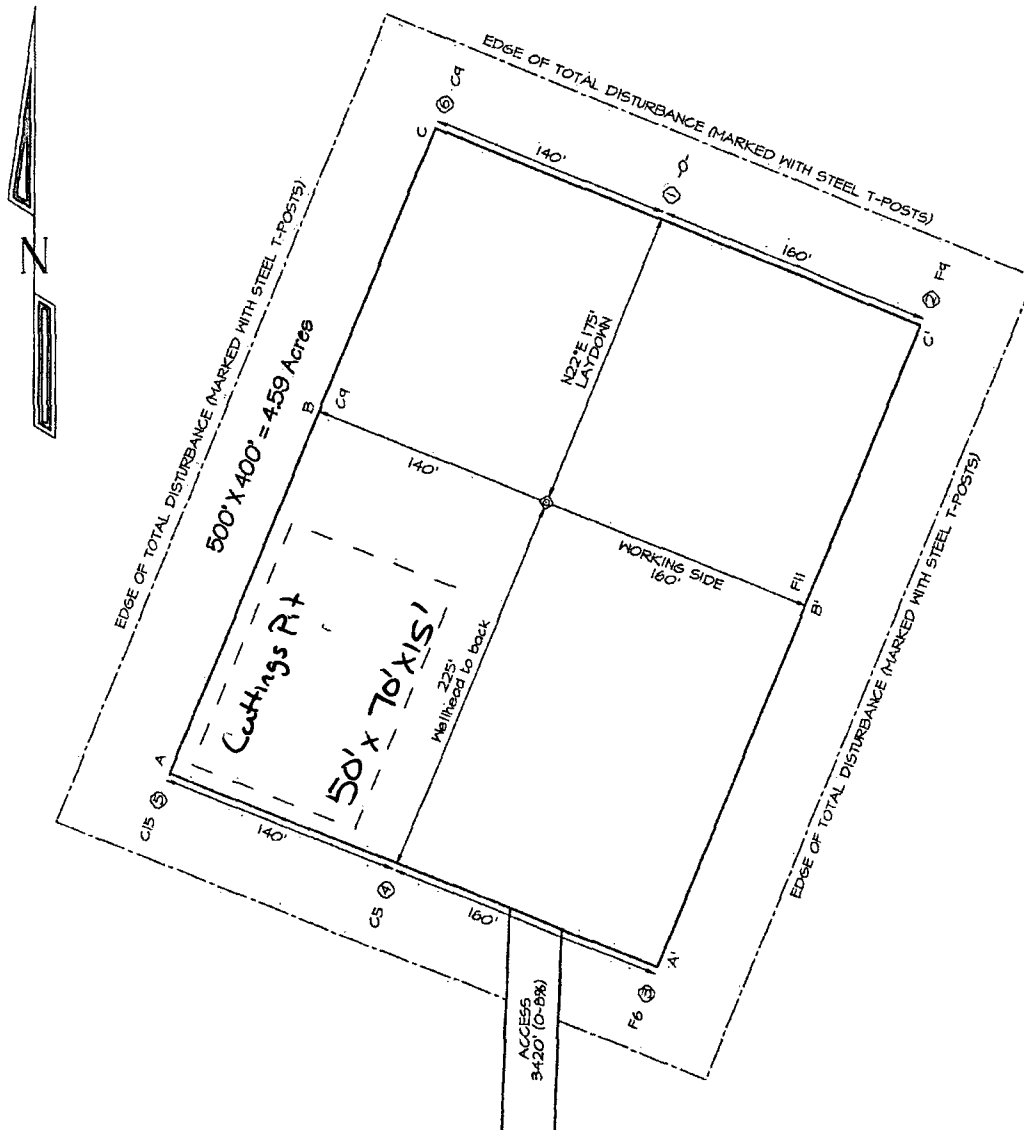 EDGE OF TOTAL DISTURBANCE (MARKED WITH STEEL T-POSTS)
C9
6
C
140'
1
160'
F9
2
C'
N
EDGE OF TOTAL DISTURBANCE (MARKED WITH STEEL T-POSTS)
500' X 400' = 4.59 Acres
N22°E 175'
LAYDOWN
B
C9
140'
WORKING SIDE
160'
F11
B'
Cuttings Pit
50' x 70' x 15'
225'
Wellhead to back
A
C15
5
140'
C5
4
160'
F6
3
A'
ACCESS
3420' (0-8%)
EDGE OF TOTAL DISTURBANCE (MARKED WITH STEEL T-POSTS)